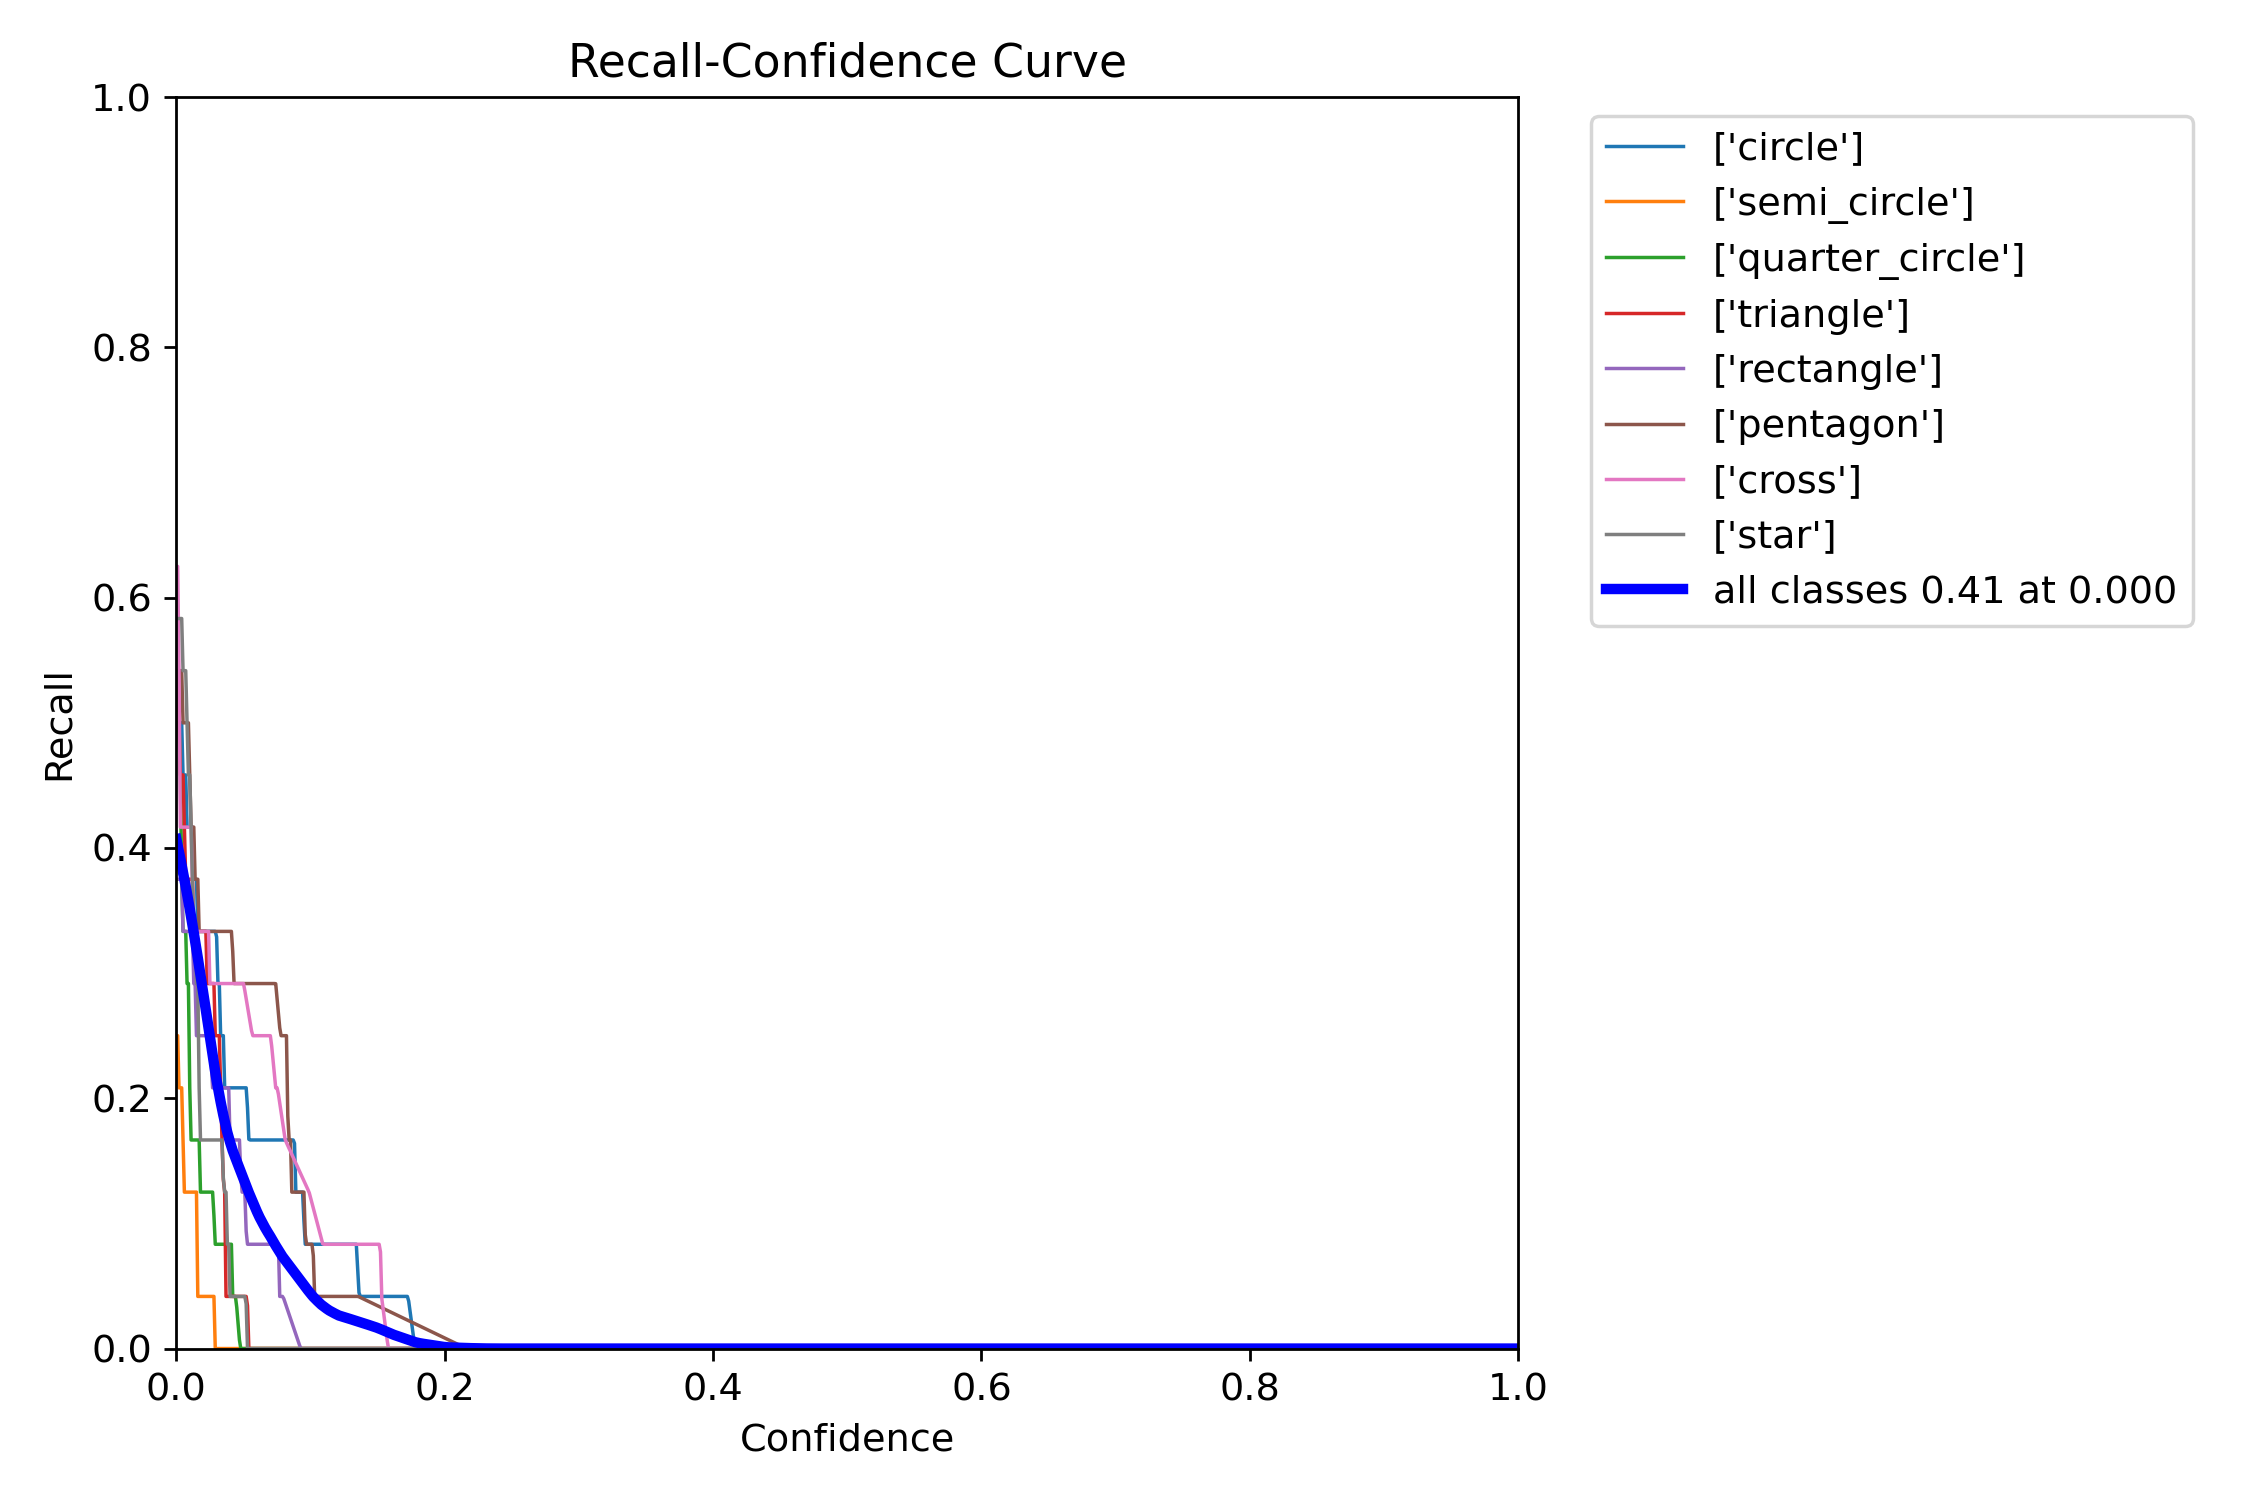 Recall-Confidence Curve
1.0
0.8
0.6
0.4
0.2
0.0
Recall
0.0 0.2 0.4 0.6 0.8 1.0
Confidence
['circle']
['semi_circle']
['quarter_circle']
['triangle']
['rectangle']
['pentagon']
['cross']
['star']
all classes 0.41 at 0.000